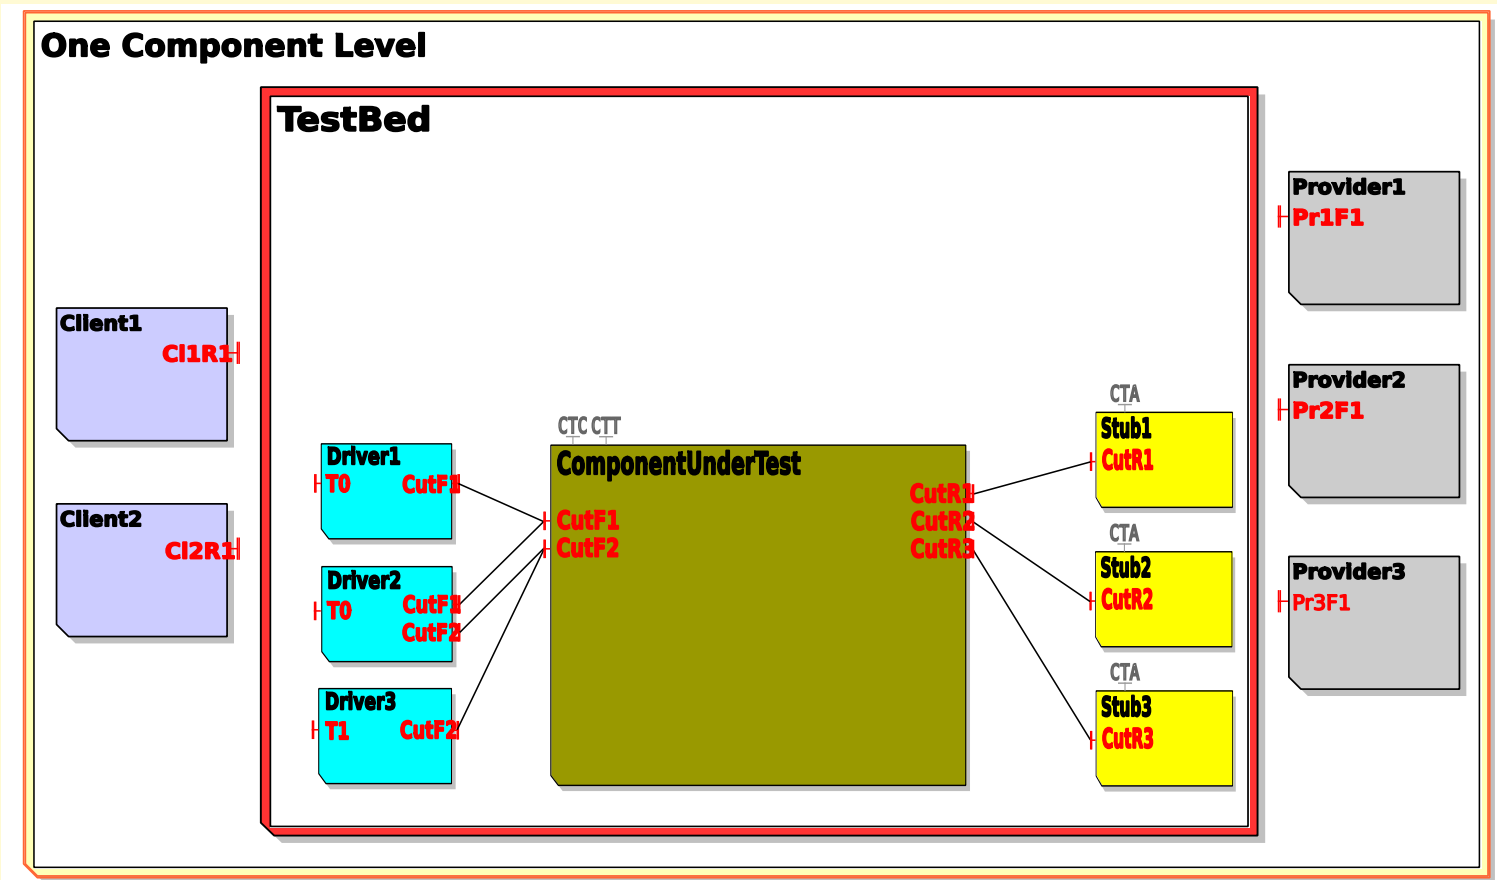 One Component Level
TestBed
Client1
Cl1R1
Client2
Cl2R1
Driver1
T0 CutF1
Driver2
T0 CutF1
CutF2
Driver3
T1 CutF2
CTC CTT
ComponentUnderTest
CutF1
CutF2
CutR1
CutR2
CutR3
CTA
Stub1
CutR1
CTA
Stub2
CutR2
CTA
Stub3
CutR3
Provider1
Pr1F1
Provider2
Pr2F1
Provider3
Pr3F1